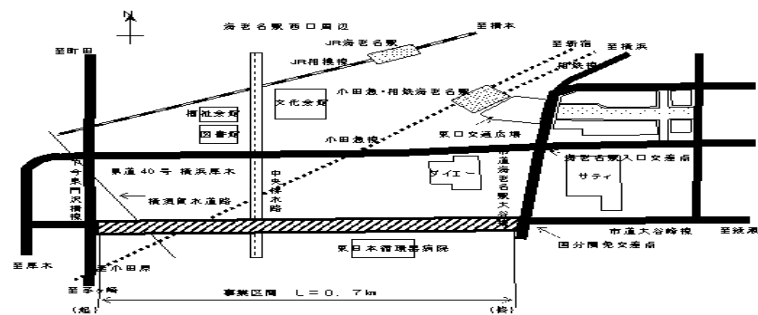 N
海老名駅西口周辺
至町田
JR海老名駅
至橋本
至新宿
至横浜
JR相模線
相鉄線
小田急・相鉄海老名駅
福祉会館
文化会館
図書館
小田急線
東口交通広場
県道40号 横浜厚木
海老名駅入口交差点
ダイエー
サティ
横須賀水道路
中央排水路
市道海老名駅大谷線
東日本循環器病院
市道大谷峰線
至綾瀬
国分開発交差点
至厚木
至小田原
至茅ヶ崎
事業区間 L=0.7km
(起)
(終)